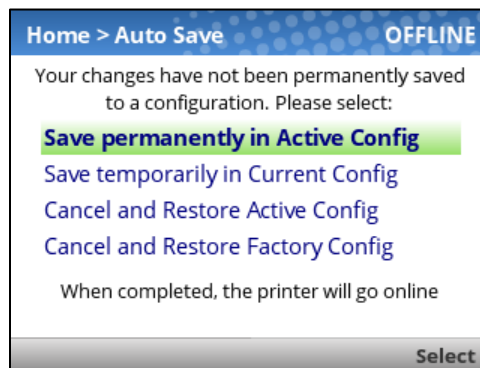 Home > Auto Save OFFLINE
Your changes have not been permanently saved
to a configuration. Please select:
Save permanently in Active Config
Save temporarily in Current Config
Cancel and Restore Active Config
Cancel and Restore Factory Config
When completed, the printer will go online
Select